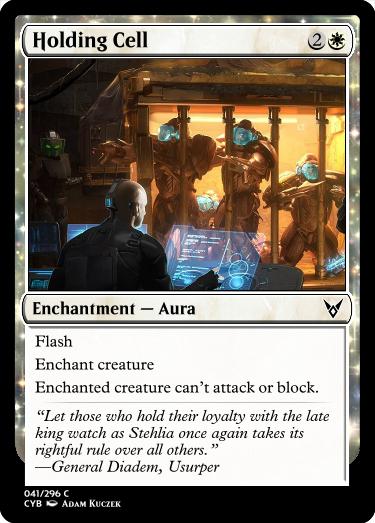 Holding Cell 2
Enchantment — Aura
Flash
Enchant creature
Enchanted creature can't attack or block.
“Let those who hold their loyalty with the late
king watch as Stehlia once again takes its
rightful rule over all others.”
—General Diadem, Usurper
041/296 C
CYB Adam Kuczek